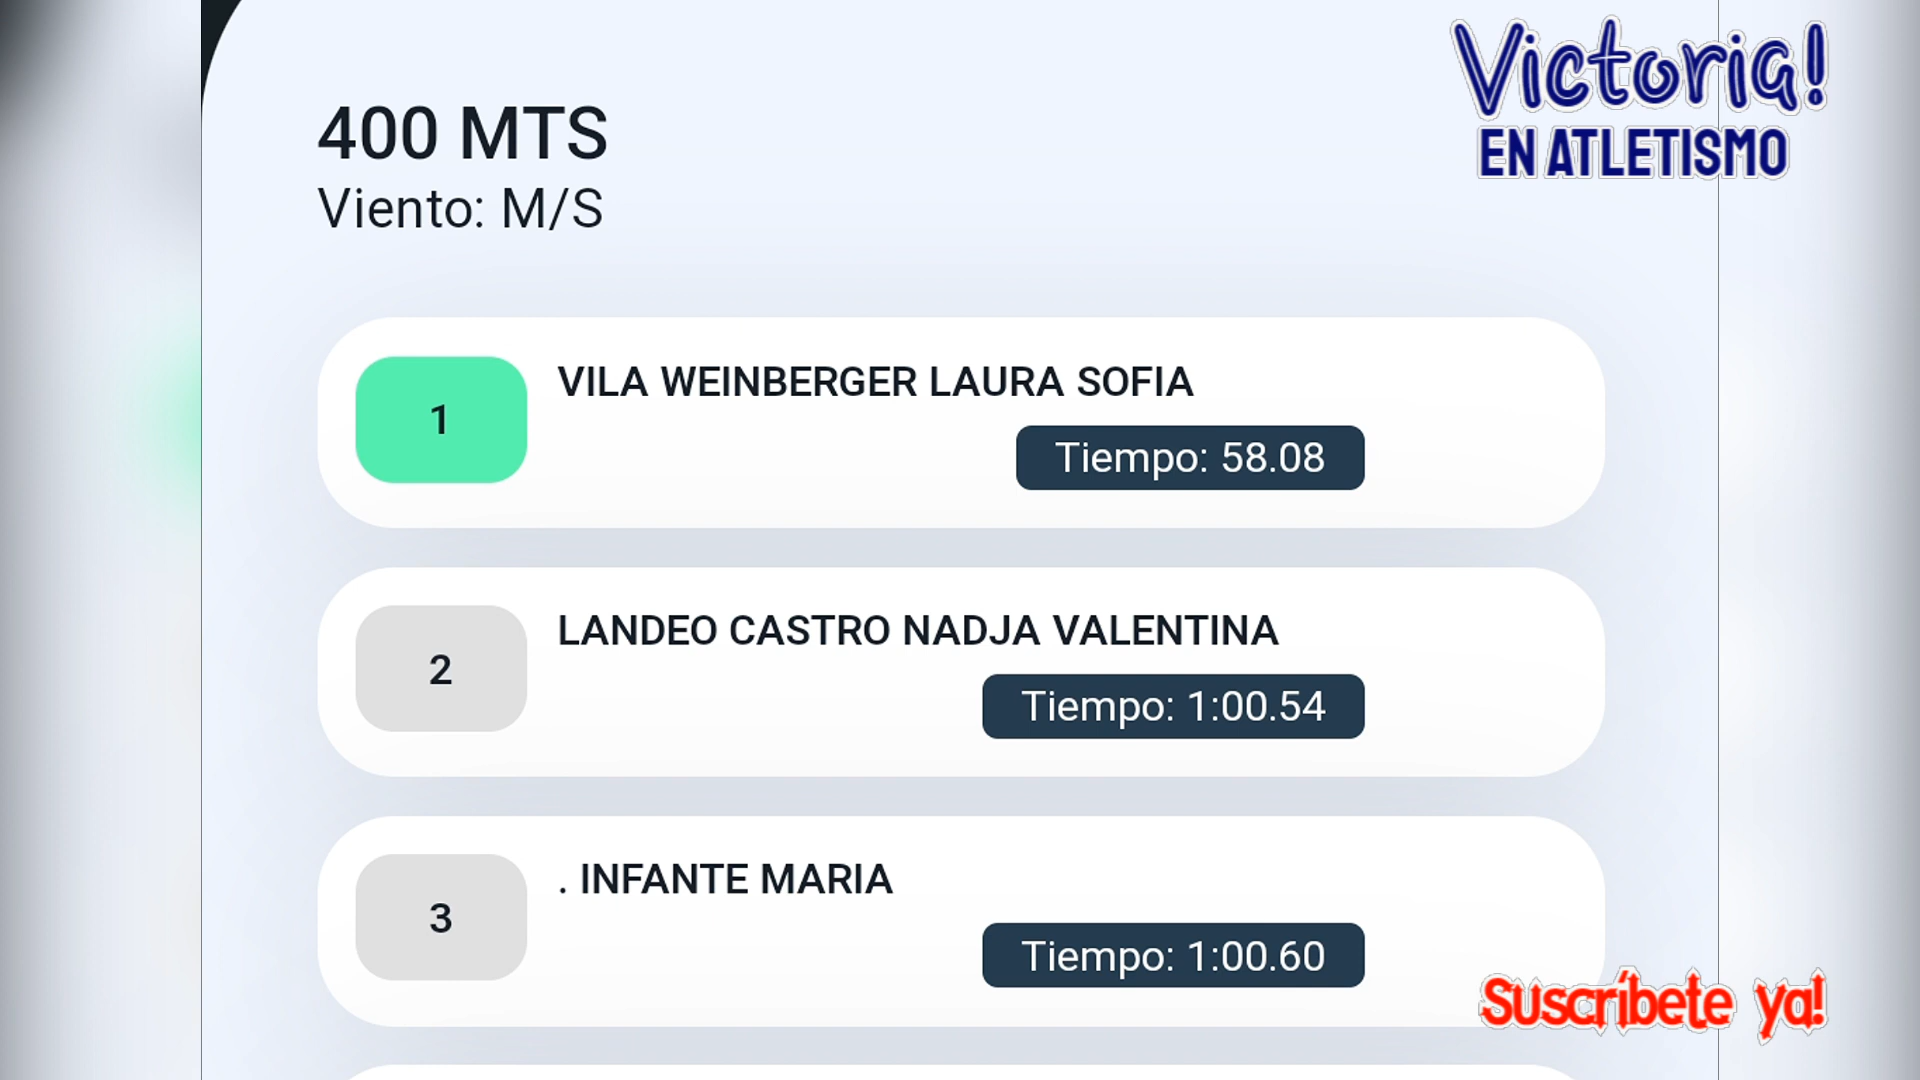 Victoria!
EN ATLETISMO
400 MTS
Viento: M/S
1
VILA WEINBERGER LAURA SOFIA
Tiempo: 58.08
2
LANDEO CASTRO NADJA VALENTINA
Tiempo: 1:00.54
3
. INFANTE MARIA
Tiempo: 1:00.60
Suscríbete ya!